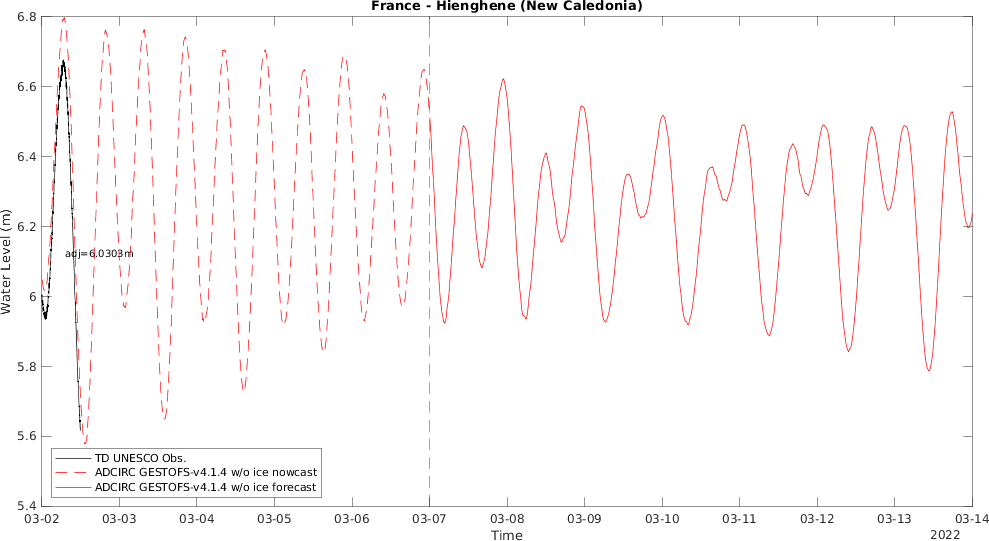 France - Hienghene (New Caledonia)
6.8
6.6
6.4
6.2
6
5.8
5.6
5.4
Water Level (m)
adj=6.0303m
TD UNESCO Obs.
ADCIRC GESTOFS-v4.1.4 w/o ice nowcast
ADCIRC GESTOFS-v4.1.4 w/o ice forecast
03-02 03-03 03-04 03-05 03-06 03-07 03-08 03-09 03-10 03-11 03-12 03-13 03-14
Time
2022